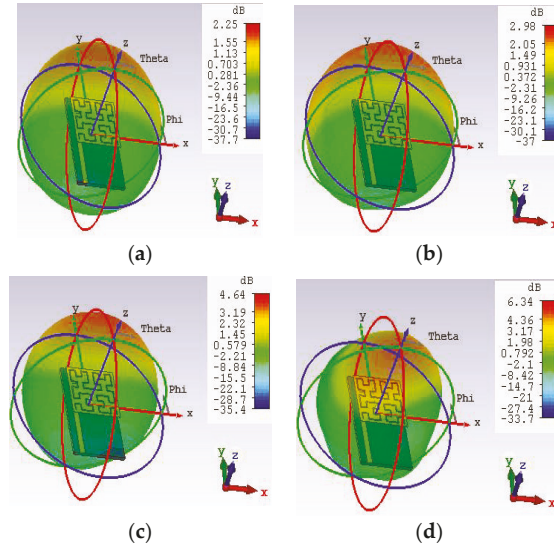 dB
2.25
1.55
1.13
0.703
0.281
-2.36
-9.44
-16.5
-23.6
-30.7
-37.7
y
z
Theta
Phi
x
y
z
x
(a)
dB
2.98
2.05
1.49
0.931
0.372
-2.31
-9.26
-16.2
-23.1
-30.1
-37
y
z
Theta
Phi
x
y
z
x
(b)
dB
4.64
3.19
2.32
1.45
0.579
-2.21
-8.84
-15.5
-22.1
-28.7
-35.4
y
z
Theta
Phi
x
y
z
x
(c)
dB
6.34
4.36
3.17
1.98
0.792
-2.1
-8.42
-14.7
-21
-27.4
-33.7
y
z
Theta
Phi
x
y
z
x
(d)